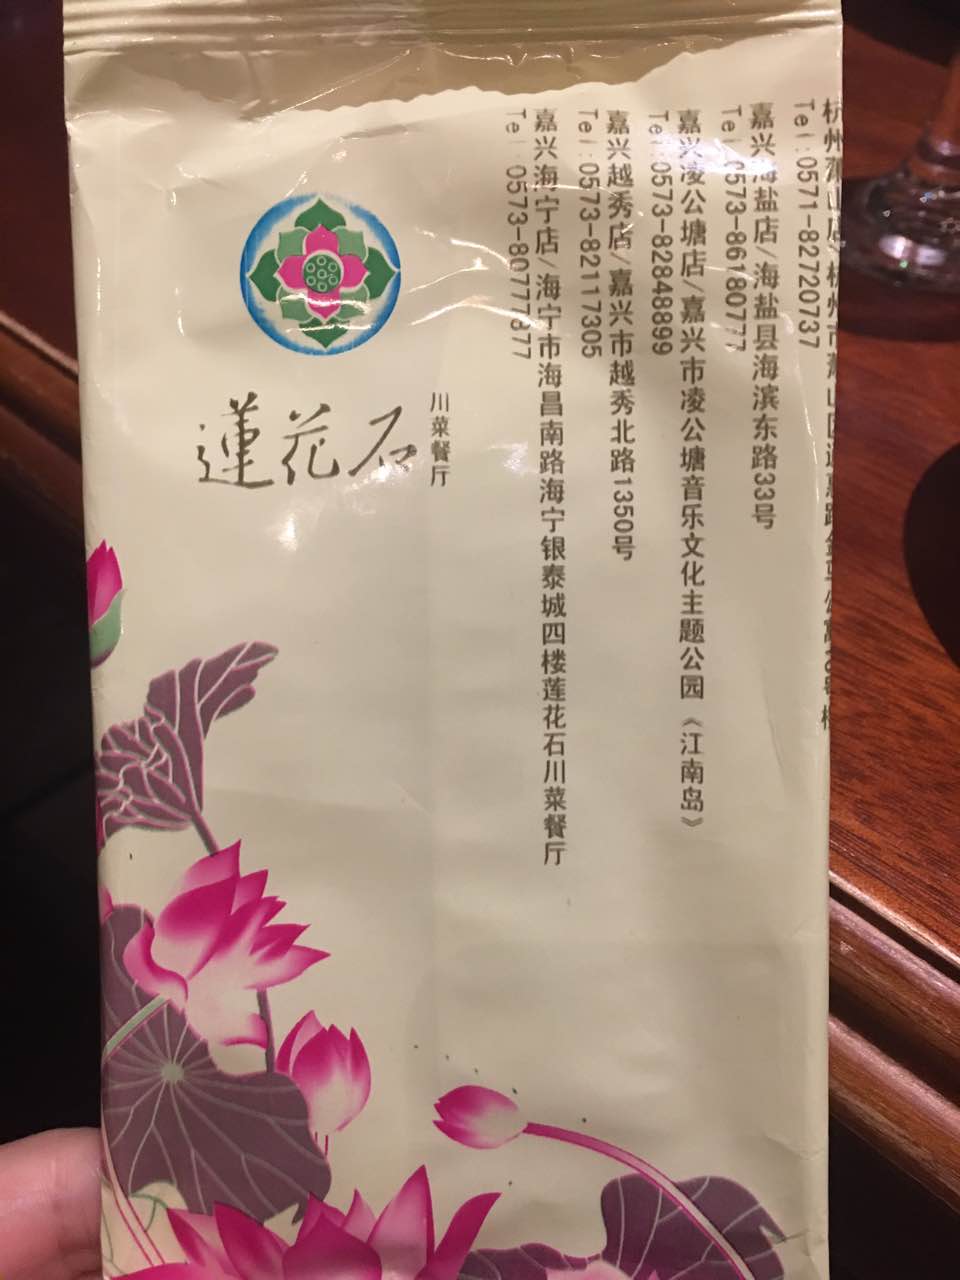 蓮花石
川菜餐厅
Tel:0571-82720737
嘉兴海盐店/海盐县海滨东路33号
Tel:0573-86180777
嘉兴凌公塘店/嘉兴市凌公塘音乐文化主题公园《江南岛》
Tel:0573-82848899
嘉兴越秀店/嘉兴市越秀北路1350号
Tel:0573-82117305
嘉兴海宁店/海宁市海昌南路海宁银泰城四楼莲花石川菜餐厅
Tel:0573-80777377